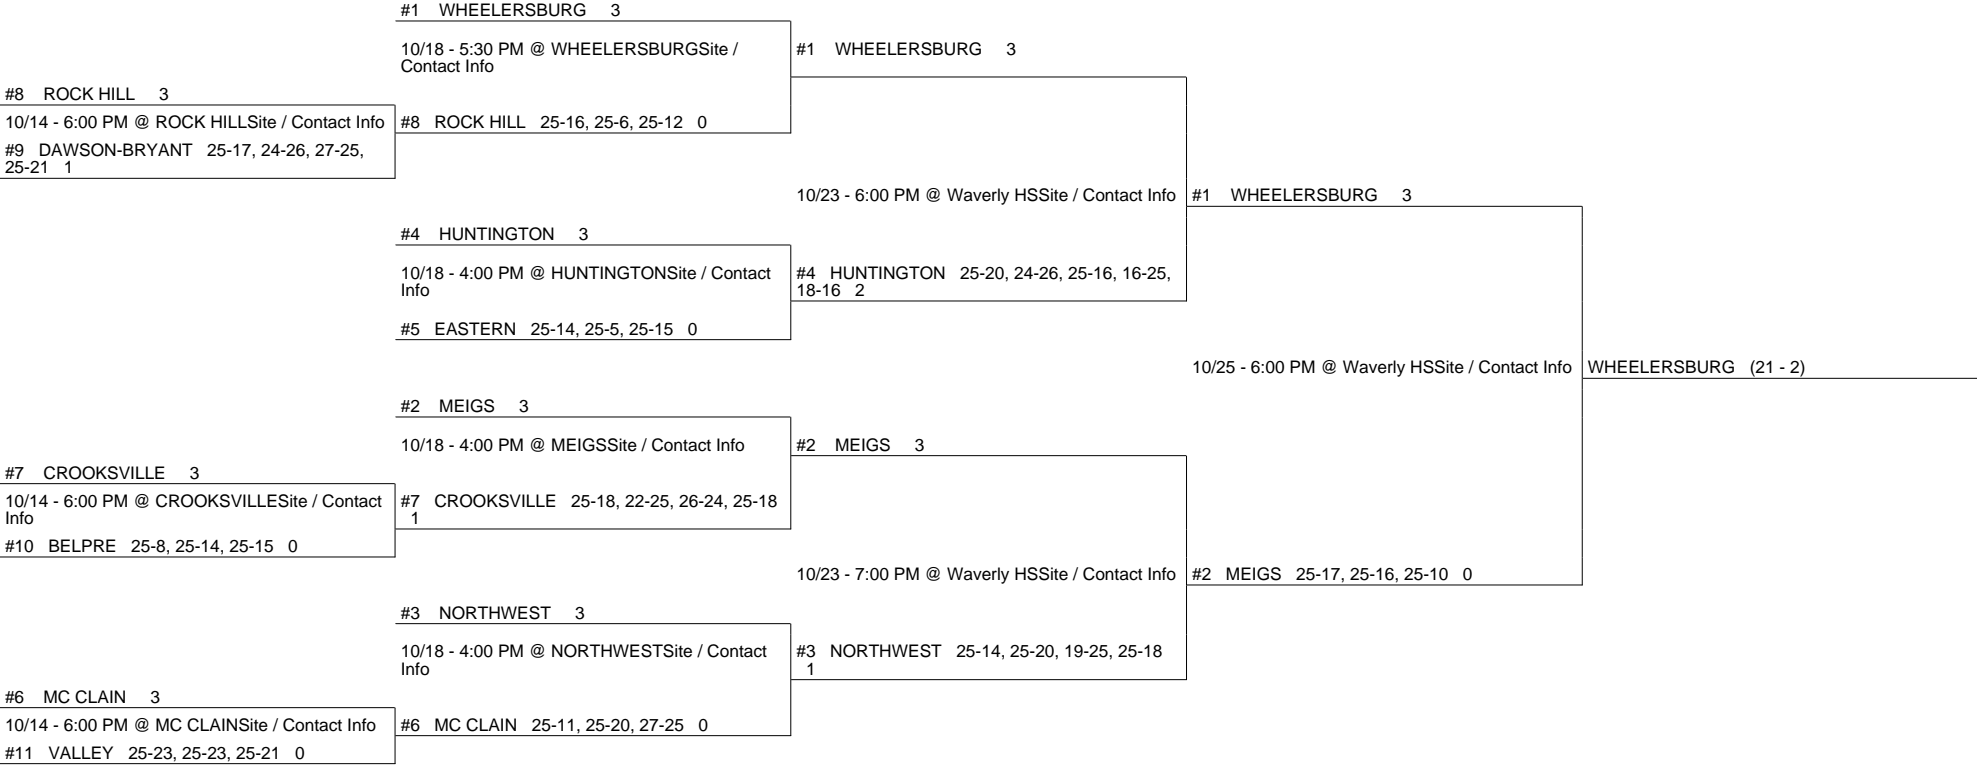 #8 ROCK HILL 3
10/14 - 6:00 PM @ ROCK HILLSite / Contact Info
#9 DAWSON-BRYANT 25-17, 24-26, 27-25,
25-21 1
#7 CROOKSVILLE 3
10/14 - 6:00 PM @ CROOKSVILLESite / Contact
Info
#10 BELPRE 25-8, 25-14, 25-15 0
#6 MC CLAIN 3
10/14 - 6:00 PM @ MC CLAINSite / Contact Info
#11 VALLEY 25-23, 25-23, 25-21 0
#1 WHEELERSBURG 3
10/18 - 5:30 PM @ WHEELERSBURGSite /
Contact Info
#8 ROCK HILL 25-16, 25-6, 25-12 0
#4 HUNTINGTON 3
10/18 - 4:00 PM @ HUNTINGTONSite / Contact
Info
#5 EASTERN 25-14, 25-5, 25-15 0
#2 MEIGS 3
10/18 - 4:00 PM @ MEIGSSite / Contact Info
#7 CROOKSVILLE 25-18, 22-25, 26-24, 25-18
1
#3 NORTHWEST 3
10/18 - 4:00 PM @ NORTHWESTSite / Contact
Info
#6 MC CLAIN 25-11, 25-20, 27-25 0
#1 WHEELERSBURG 3
10/23 - 6:00 PM @ Waverly HSSite / Contact Info
#4 HUNTINGTON 25-20, 24-26, 25-16, 16-25,
18-16 2
#2 MEIGS 3
10/23 - 7:00 PM @ Waverly HSSite / Contact Info
#3 NORTHWEST 25-14, 25-20, 19-25, 25-18
1
#1 WHEELERSBURG 3
10/25 - 6:00 PM @ Waverly HSSite / Contact Info
#2 MEIGS 25-17, 25-16, 25-10 0
WHEELERSBURG (21 - 2)